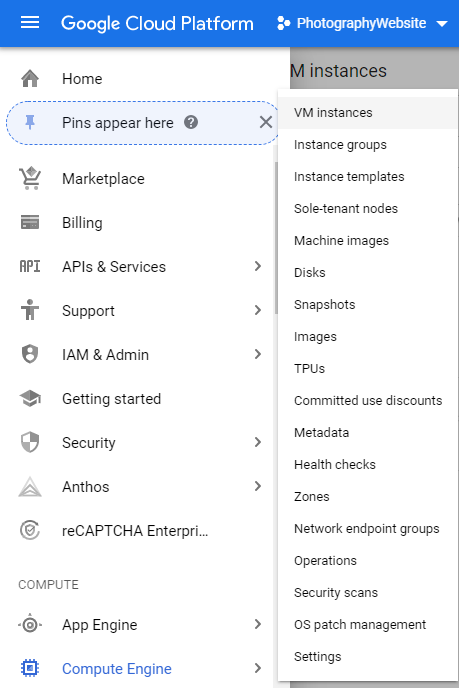 Google Cloud Platform PhotographyWebsite
Home
Pins appear here
Marketplace
Billing
API APIs & Services
Support
IAM & Admin
Getting started
Security
Anthos
reCAPTCHA Enterpri...
COMPUTE
App Engine
Compute Engine
M instances
VM instances
Instance groups
Instance templates
Sole-tenant nodes
Machine images
Disks
Snapshots
Images
TPUs
Committed use discounts
Metadata
Health checks
Zones
Network endpoint groups
Operations
Security scans
OS patch management
Settings